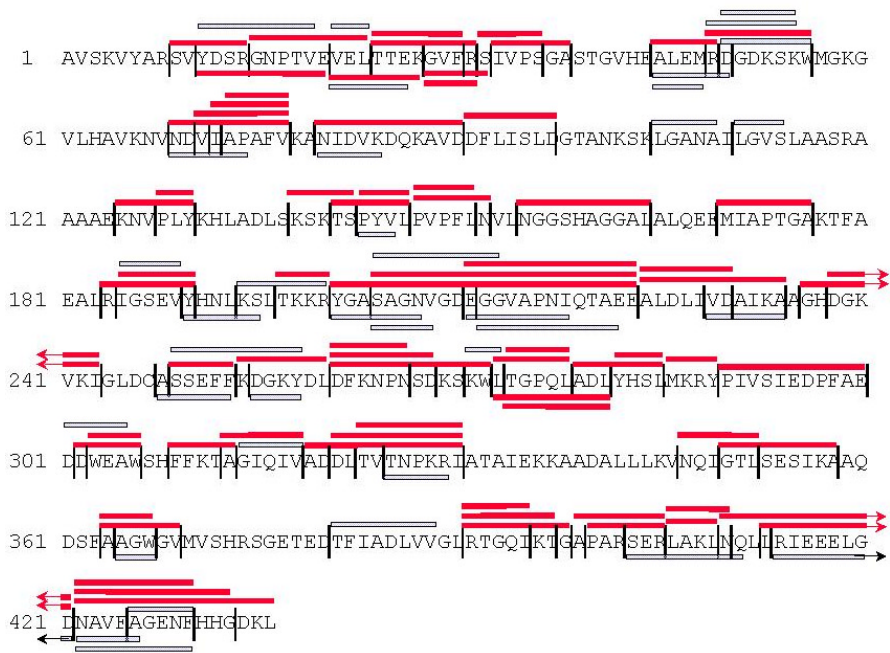 1 AVSKVYARSVYDSRGNPTVEVELTTEKGVFRSIVPSGASTGVHEALEMRDGDKSKWMGKG
61 VLHAVKNVNDVIAPAFVKANIDVKDQKAVDDFLISLDGTANKSKLGANAILGVSLAASRA
121 AAAEKNVPLYKHLADLSKSKTSPYVLPVPFLNVLNGGSHAGGALALQEFMIAPTGAKTFA
181 EALRIGSEVYHNLKSLTKKRYGASAGNVGDEGGVAPNIQTAEEALDLIVDAIKAAGHDGK
241 VKIGLDCASSEFFKDGKYDLDFKNPNSDKSKWLTGPQLADLYHSLMKRYPIVSIEDPFAE
301 DDWEAWSHFFKTAGIQIVADDLTVTNPKRIATAIEKKAADALLLKVNQIGTLSESIKAAQ
361 DSFAAGWGVMVSHRSGETEDTFIADLVVGLRTGQIKTGAPARSERLAKLNQLLRIEEELG
421 DNAVFAGENFHHGDKL